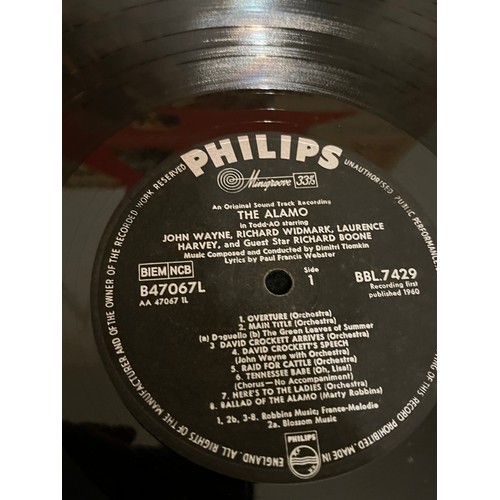 PHILIPS
Minigroove 33⅓
An Original Sound Track Recording
THE ALAMO
in Todd-AO starring
JOHN WAYNE, RICHARD WIDMARK, LAURENCE
HARVEY, and Guest Star RICHARD BOONE
Music Composed and Conducted by Dimitri Tiomkin
Lyrics by Paul Francis Webster
BIEM NCB
B47067L
AA 47067 1L
Side
1
BBL.7429
Recording first
published 1960
1. OVERTURE (Orchestra)
2. MAIN TITLE (Orchestra)
(a) Deguello (b) The Green Leaves of Summer
3 DAVID CROCKETT ARRIVES (Orchestra)
4. DAVID CROCKETT'S SPEECH
(John Wayne with Orchestra)
5. RAID FOR CATTLE (Orchestra)
6. TENNESSEE BABE (Oh, Lisa!)
(Chorus—No Accompaniment)
7. HERE'S TO THE LADIES (Orchestra)
8. BALLAD OF THE ALAMO (Marty Robbins)
1, 2b, 3-8. Robbins Music; France-Melodie
2a. Blossom Music
PHILIPS
ENGLAND. ALL RIGHTS OF THE MANUFACTURER AND OF THE OWNER OF THE RECORDED WORK RESERVED
UNAUTHORISED PUBLIC PERFORMANCE
ING OF THIS RECORD PROHIBITED. MADE IN